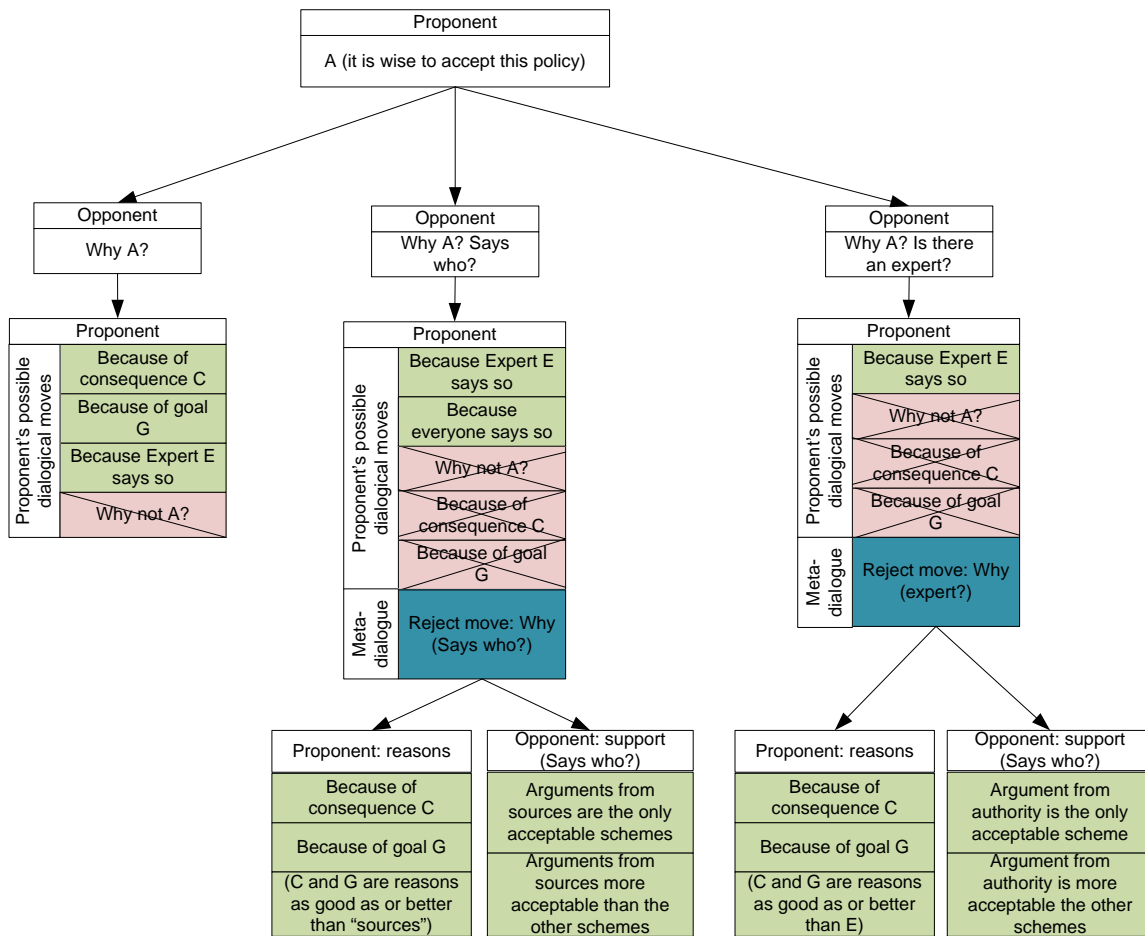 Proponent
A (it is wise to accept this policy)
Opponent
Why A?
Opponent
Why A? Says
who?
Opponent
Why A? Is there
an expert?
Proponent
Proponent's possible
dialogical moves
Because of
consequence C
Because of goal
G
Because Expert E
says so
Why not A?
Proponent
Proponent's possible
dialogical moves
Because Expert E
says so
Because
everyone says so
Why not A?
Because of
consequence C
Because of goal
G
Meta-
dialogue
Reject move: Why
(Says who?)
Proponent
Proponent's possible
dialogical moves
Because Expert E
says so
Why not A?
Because of
consequence C
Because of goal
G
Meta-
dialogue
Reject move: Why
(expert?)
Proponent: reasons
Because of
consequence C
Because of goal G
(C and G are reasons
as good as or better
than “sources”)
Opponent: support
(Says who?)
Arguments from
sources are the only
acceptable schemes
Arguments from
sources more
acceptable than the
other schemes
Proponent: reasons
Because of
consequence C
Because of goal G
(C and G are reasons
as good as or better
than E)
Opponent: support
(Says who?)
Argument from
authority is the only
acceptable scheme
Argument from
authority is more
acceptable the other
schemes